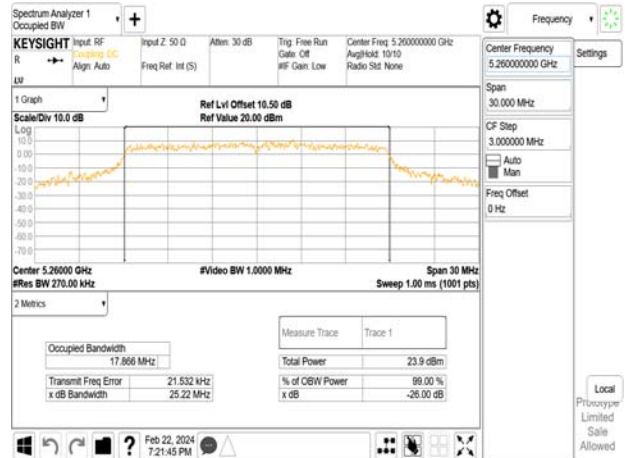 Spectrum Analyzer 1
Occupied BW
Frequency
KEYSIGHT
R
LXI
Input: RF
Coupling: DC
Align: Auto
Input Z: 50 Ω
Freq Ref: Int (S)
Atten: 30 dB
Trig: Free Run
Gate: Off
#IF Gain: Low
Center Freq: 5.260000000 GHz
Avg|Hold: 10/10
Radio Std: None
Center Frequency
5.260000000 GHz
Settings
Span
30.000 MHz
CF Step
3.000000 MHz
Auto
Man
Freq Offset
0 Hz
1 Graph
Scale/Div 10.0 dB
Ref Lvl Offset 10.50 dB
Ref Value 20.00 dBm
Log
10.0
0.00
-10.0
-20.0
-30.0
-40.0
-50.0
-60.0
-70.0
Center 5.26000 GHz
#Res BW 270.00 kHz
#Video BW 1.0000 MHz
Span 30 MHz
Sweep 1.00 ms (1001 pts)
2 Metrics
Measure Trace
Trace 1
Occupied Bandwidth
17.866 MHz
Total Power
23.9 dBm
Transmit Freq Error
21.532 kHz
% of OBW Power
99.00 %
x dB Bandwidth
25.22 MHz
x dB
-26.00 dB
Local
Prototype
Limited
Sale
Allowed
Feb 22, 2024
7:21:45 PM